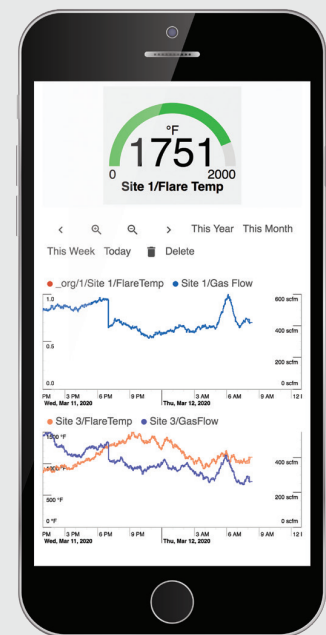 °F
1751
0 2000
Site 1/Flare Temp
This Year This Month
This Week Today Delete
_org/1/Site 1/FlareTemp Site 1/Gas Flow
1.0 600 scfm
400 scfm
0.5
200 scfm
0.0 0 scfm
PM 3 PM 6 PM 9 PM 3 AM 6 AM 9 AM 12
Wed, Mar 11, 2020 Thu, Mar 12, 2020
Site 3/FlareTemp Site 3/GasFlow
1500 °F
400 scfm
1000 °F
200 scfm
500 °F
0 °F 0 scfm
PM 3 PM 6 PM 9 PM 3 AM 6 AM 9 AM 12
Wed, Mar 11, 2020 Thu, Mar 12, 2020